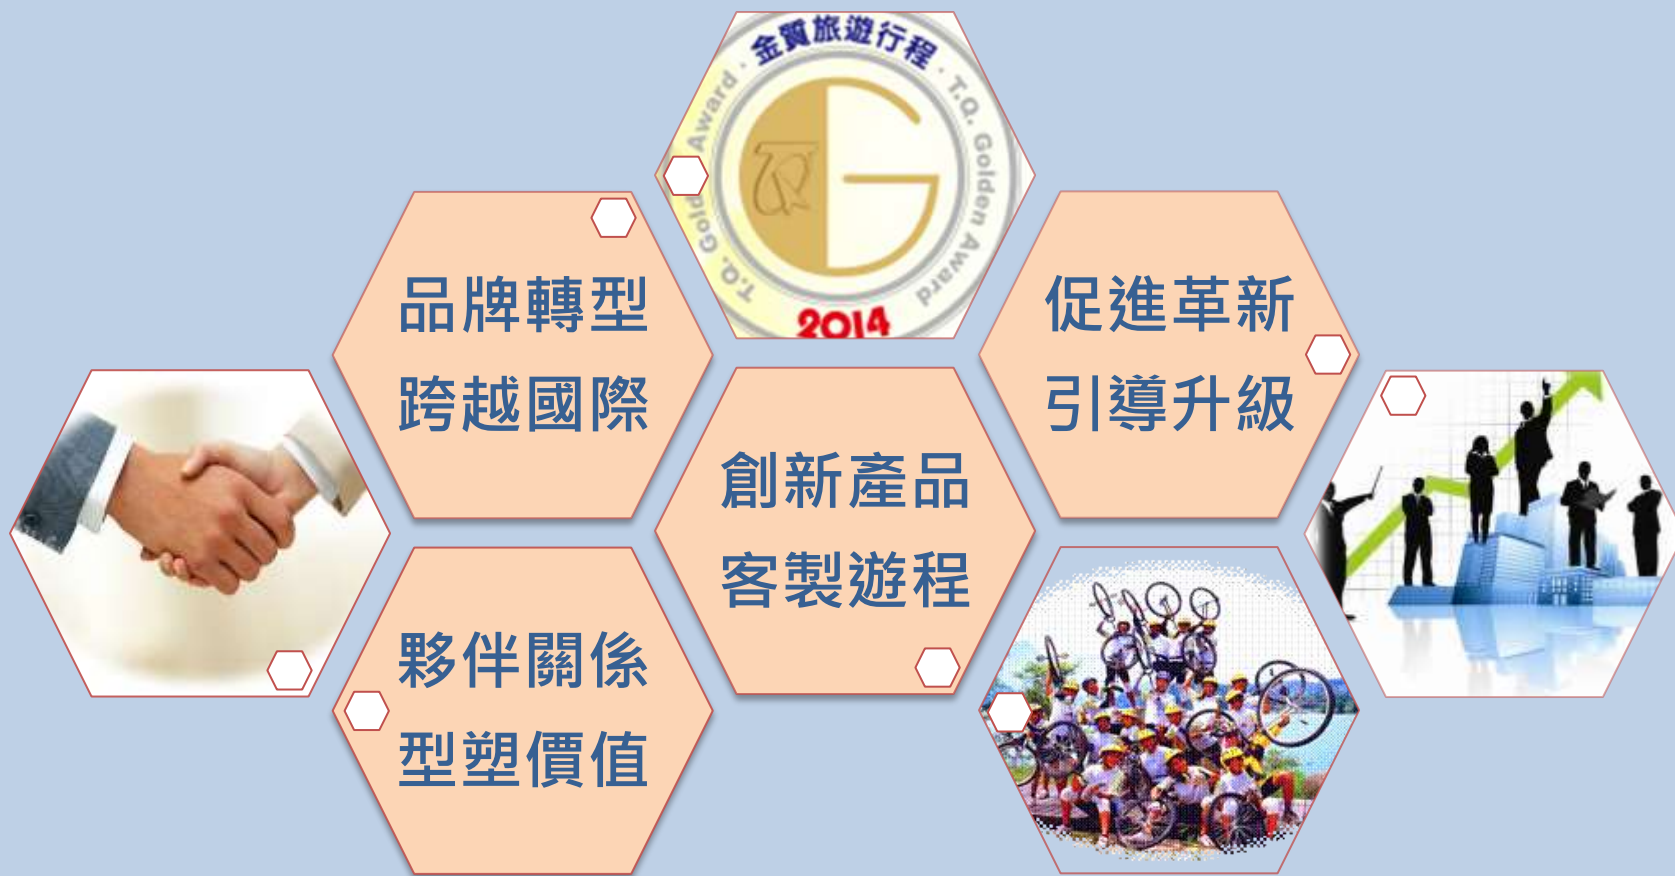 金質旅遊行程 · T.Q. Golden Award · T.Q. Golden Award ·
2014
品牌轉型
跨越國際
促進革新
引導升級
創新產品
客製遊程
夥伴關係
型塑價值